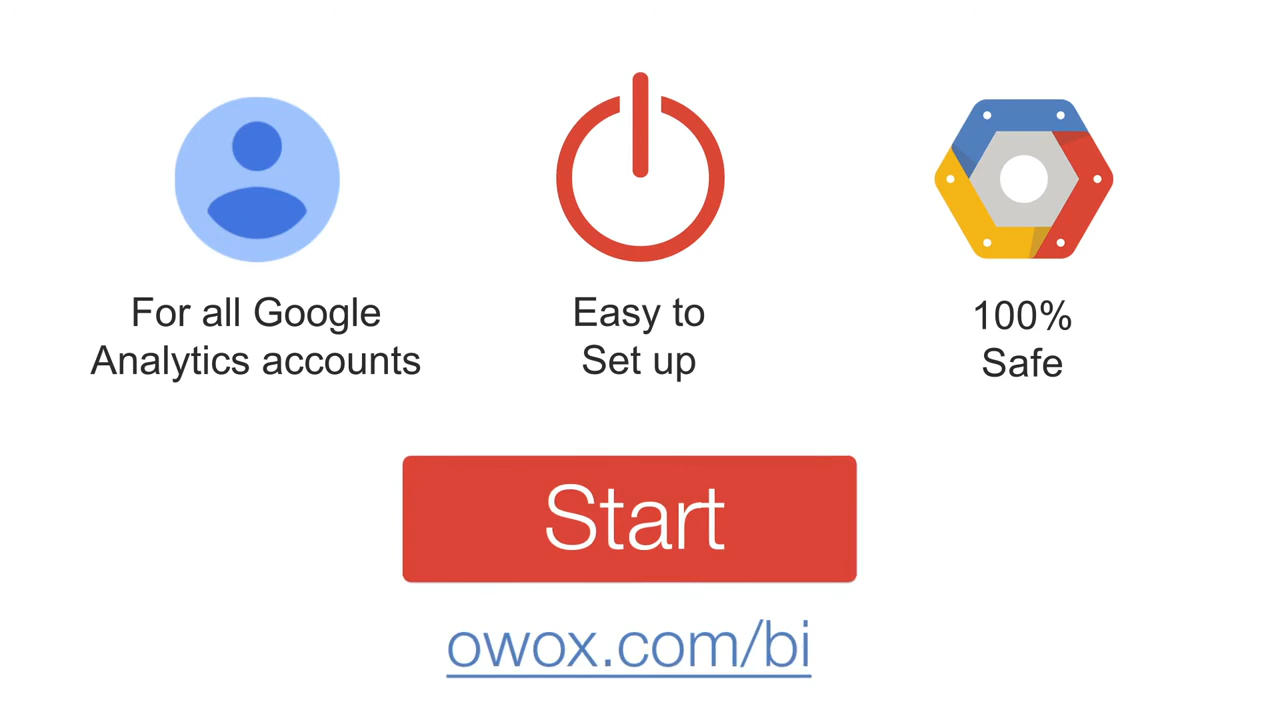 For all Google
Analytics accounts
Easy to
Set up
100%
Safe
Start
owox.com/bi